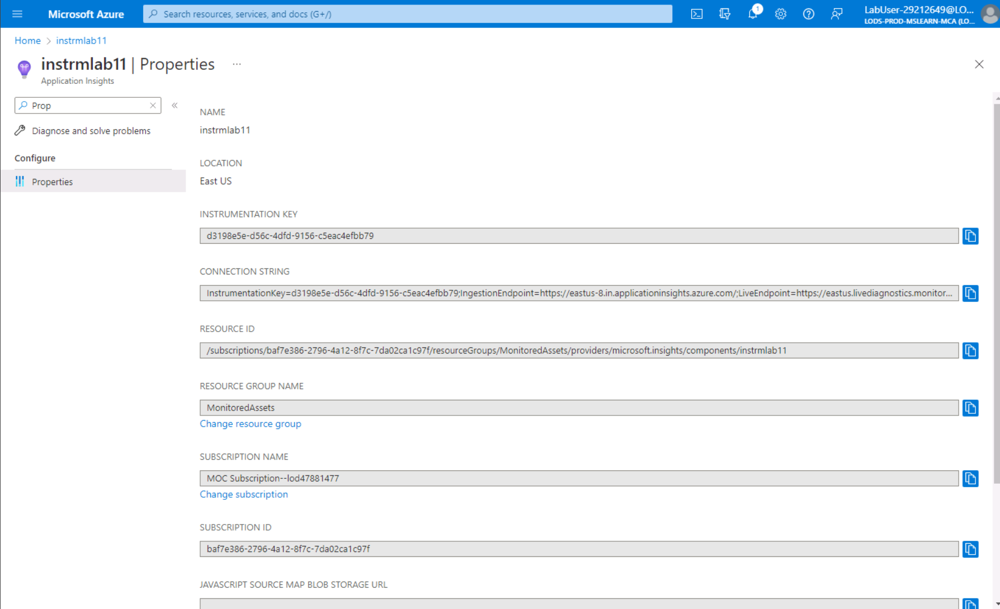 Microsoft Azure
Search resources, services, and docs (G+/)
1
LabUser-29212649@LO...
LODS-PROD-MSLEARN-MCA (LO...
Home > instrmlab11
instrmlab11 | Properties ...
Application Insights
Prop
Diagnose and solve problems
Configure
Properties
NAME
instrmlab11
LOCATION
East US
INSTRUMENTATION KEY
d3198e5e-d56c-4dfd-9156-c5eac4efbb79
CONNECTION STRING
InstrumentationKey=d3198e5e-d56c-4dfd-9156-c5eac4efbb79;IngestionEndpoint=https://eastus-8.in.applicationinsights.azure.com/;LiveEndpoint=https://eastus.livediagnostics.monitor...
RESOURCE ID
/subscriptions/baf7e386-2796-4a12-8f7c-7da02ca1c97f/resourceGroups/MonitoredAssets/providers/microsoft.insights/components/instrmlab11
RESOURCE GROUP NAME
MonitoredAssets
Change resource group
SUBSCRIPTION NAME
MOC Subscription--lod47881477
Change subscription
SUBSCRIPTION ID
baf7e386-2796-4a12-8f7c-7da02ca1c97f
JAVASCRIPT SOURCE MAP BLOB STORAGE URL